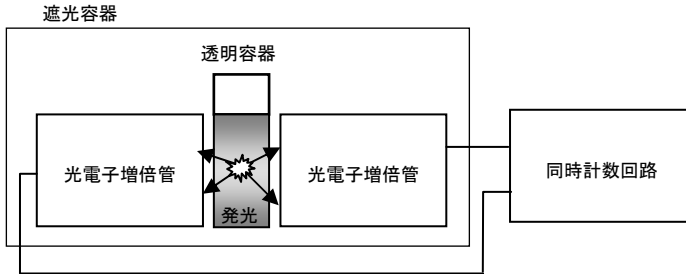 遮光容器
透明容器
光電子増倍管
光電子増倍管
同時計数回路
発光